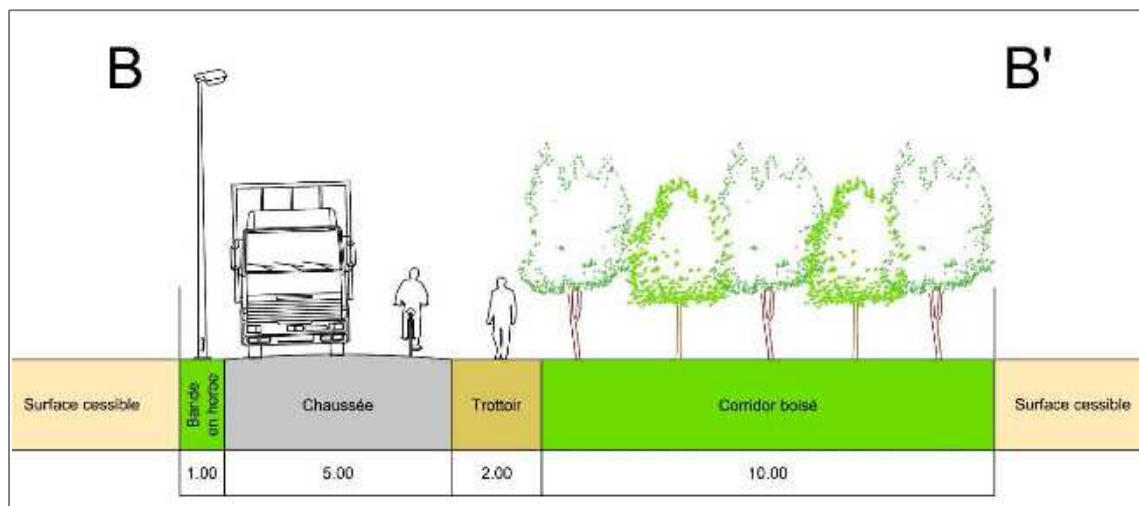 B
B'
Surface cessible
Bande
en herbe
Chaussée
Trottoir
Corridor boisé
Surface cessible
1.00
5.00
2.00
10.00